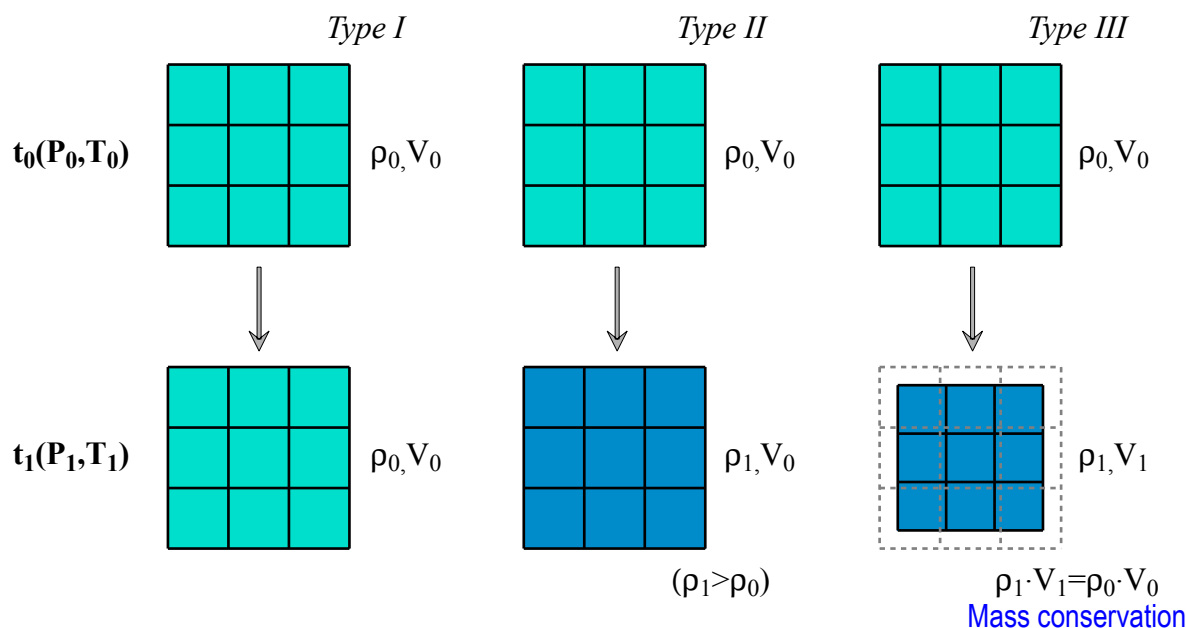 Type I Type II Type III
t₀(P₀,T₀) ρ₀,V₀ ρ₀,V₀ ρ₀,V₀
t₁(P₁,T₁) ρ₀,V₀ ρ₁,V₀ ρ₁,V₁
(ρ₁>ρ₀) ρ₁·V₁=ρ₀·V₀
Mass conservation